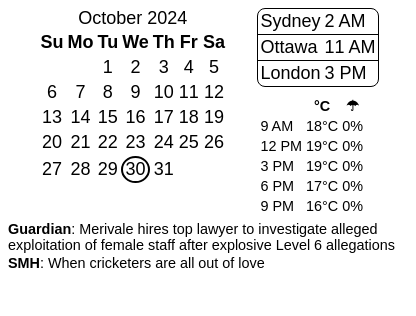 October 2024
Su Mo Tu We Th Fr Sa
1 2 3 4 5
6 7 8 9 10 11 12
13 14 15 16 17 18 19
20 21 22 23 24 25 26
27 28 29 30 31
Sydney 2 AM
Ottawa 11 AM
London 3 PM
°C ☂
9 AM 18°C 0%
12 PM 19°C 0%
3 PM 19°C 0%
6 PM 17°C 0%
9 PM 16°C 0%
Guardian: Merivale hires top lawyer to investigate alleged
exploitation of female staff after explosive Level 6 allegations
SMH: When cricketers are all out of love